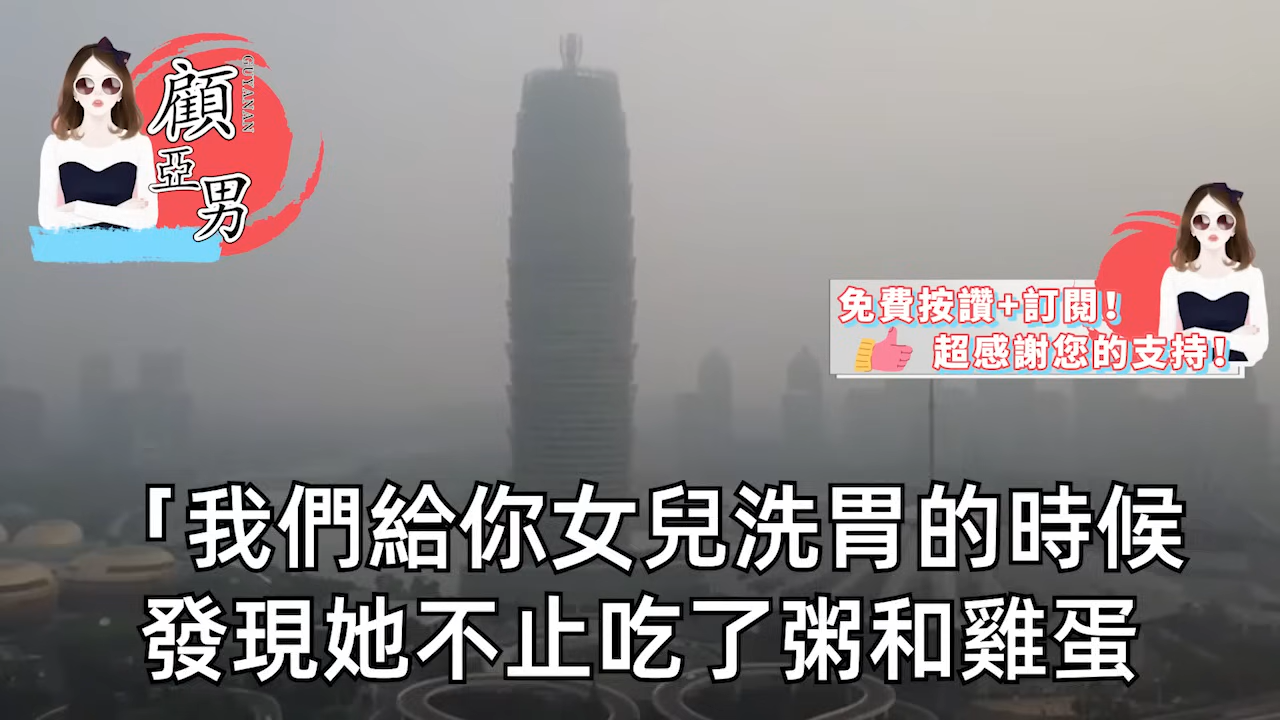 顧亞男
GUYANAN
免費按讚+訂閱!
超感謝您的支持!
「我們給你女兒洗胃的時候
發現她不止吃了粥和雞蛋